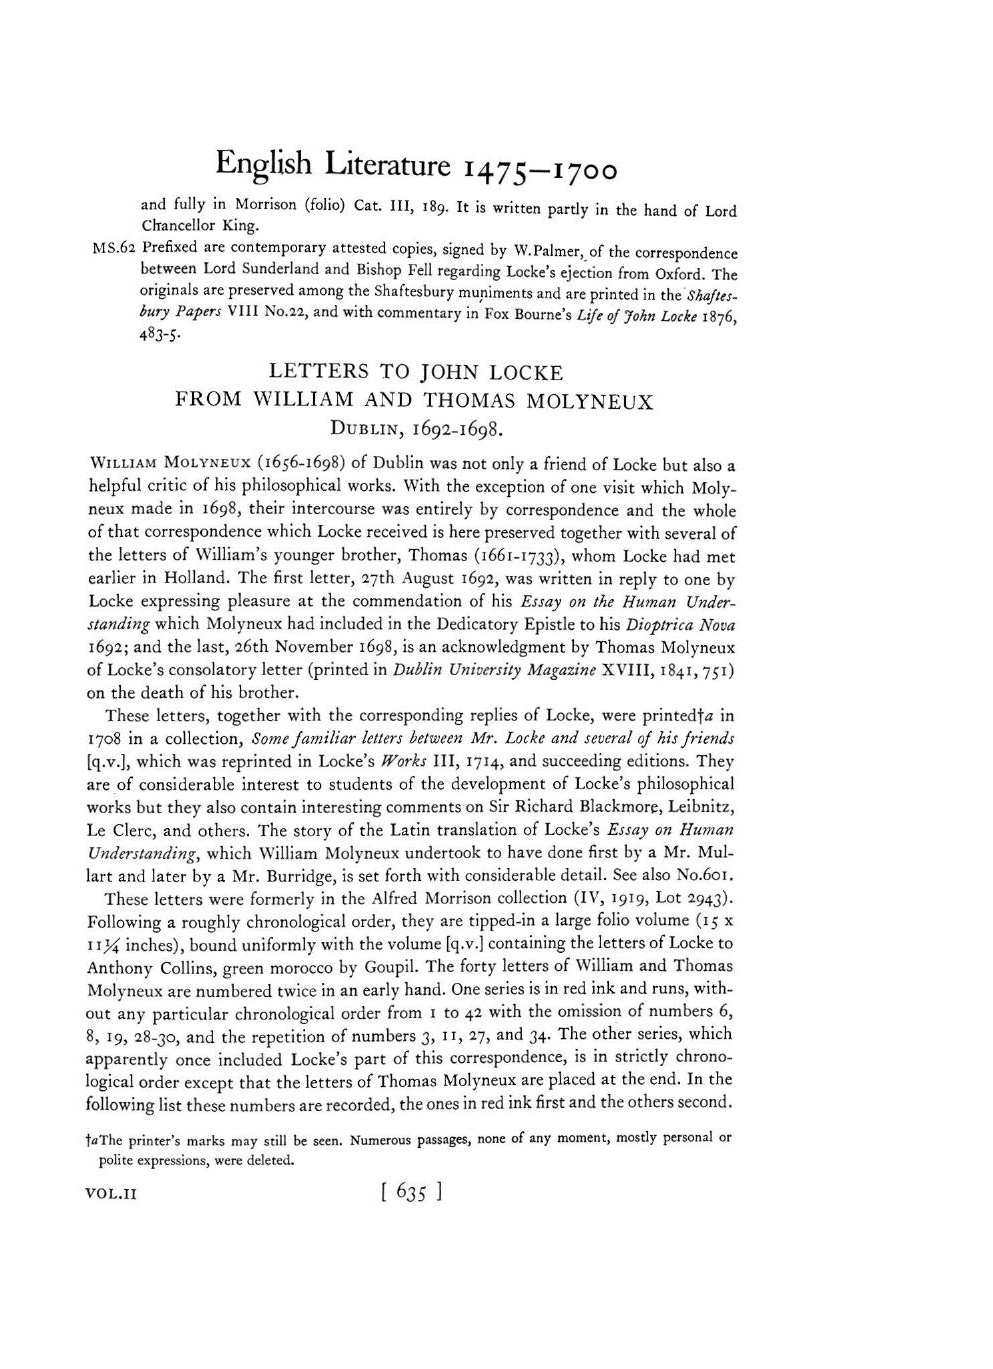 English Literature 1475–1700
and fully in Morrison (folio) Cat. III, 189. It is written partly in the hand of Lord
Chancellor King.
MS.62 Prefixed are contemporary attested copies, signed by W.Palmer, of the correspondence
between Lord Sunderland and Bishop Fell regarding Locke's ejection from Oxford. The
originals are preserved among the Shaftesbury muniments and are printed in the Shaftes-
bury Papers VIII No.22, and with commentary in Fox Bourne's Life of John Locke 1876,
483-5.
LETTERS TO JOHN LOCKE
FROM WILLIAM AND THOMAS MOLYNEUX
DUBLIN, 1692-1698.
WILLIAM MOLYNEUX (1656-1698) of Dublin was not only a friend of Locke but also a
helpful critic of his philosophical works. With the exception of one visit which Moly-
neux made in 1698, their intercourse was entirely by correspondence and the whole
of that correspondence which Locke received is here preserved together with several of
the letters of William's younger brother, Thomas (1661-1733), whom Locke had met
earlier in Holland. The first letter, 27th August 1692, was written in reply to one by
Locke expressing pleasure at the commendation of his Essay on the Human Under-
standing which Molyneux had included in the Dedicatory Epistle to his Dioptrica Nova
1692; and the last, 26th November 1698, is an acknowledgment by Thomas Molyneux
of Locke's consolatory letter (printed in Dublin University Magazine XVIII, 1841, 751)
on the death of his brother.
These letters, together with the corresponding replies of Locke, were printed†a in
1708 in a collection, Some familiar letters between Mr. Locke and several of his friends
[q.v.], which was reprinted in Locke's Works III, 1714, and succeeding editions. They
are of considerable interest to students of the development of Locke's philosophical
works but they also contain interesting comments on Sir Richard Blackmore, Leibnitz,
Le Clerc, and others. The story of the Latin translation of Locke's Essay on Human
Understanding, which William Molyneux undertook to have done first by a Mr. Mul-
lart and later by a Mr. Burridge, is set forth with considerable detail. See also No.601.
These letters were formerly in the Alfred Morrison collection (IV, 1919, Lot 2943).
Following a roughly chronological order, they are tipped-in a large folio volume (15 x
11¼ inches), bound uniformly with the volume [q.v.] containing the letters of Locke to
Anthony Collins, green morocco by Goupil. The forty letters of William and Thomas
Molyneux are numbered twice in an early hand. One series is in red ink and runs, with-
out any particular chronological order from 1 to 42 with the omission of numbers 6,
8, 19, 28-30, and the repetition of numbers 3, 11, 27, and 34. The other series, which
apparently once included Locke's part of this correspondence, is in strictly chrono-
logical order except that the letters of Thomas Molyneux are placed at the end. In the
following list these numbers are recorded, the ones in red ink first and the others second.
†aThe printer's marks may still be seen. Numerous passages, none of any moment, mostly personal or
polite expressions, were deleted.
VOL.II [ 635 ]